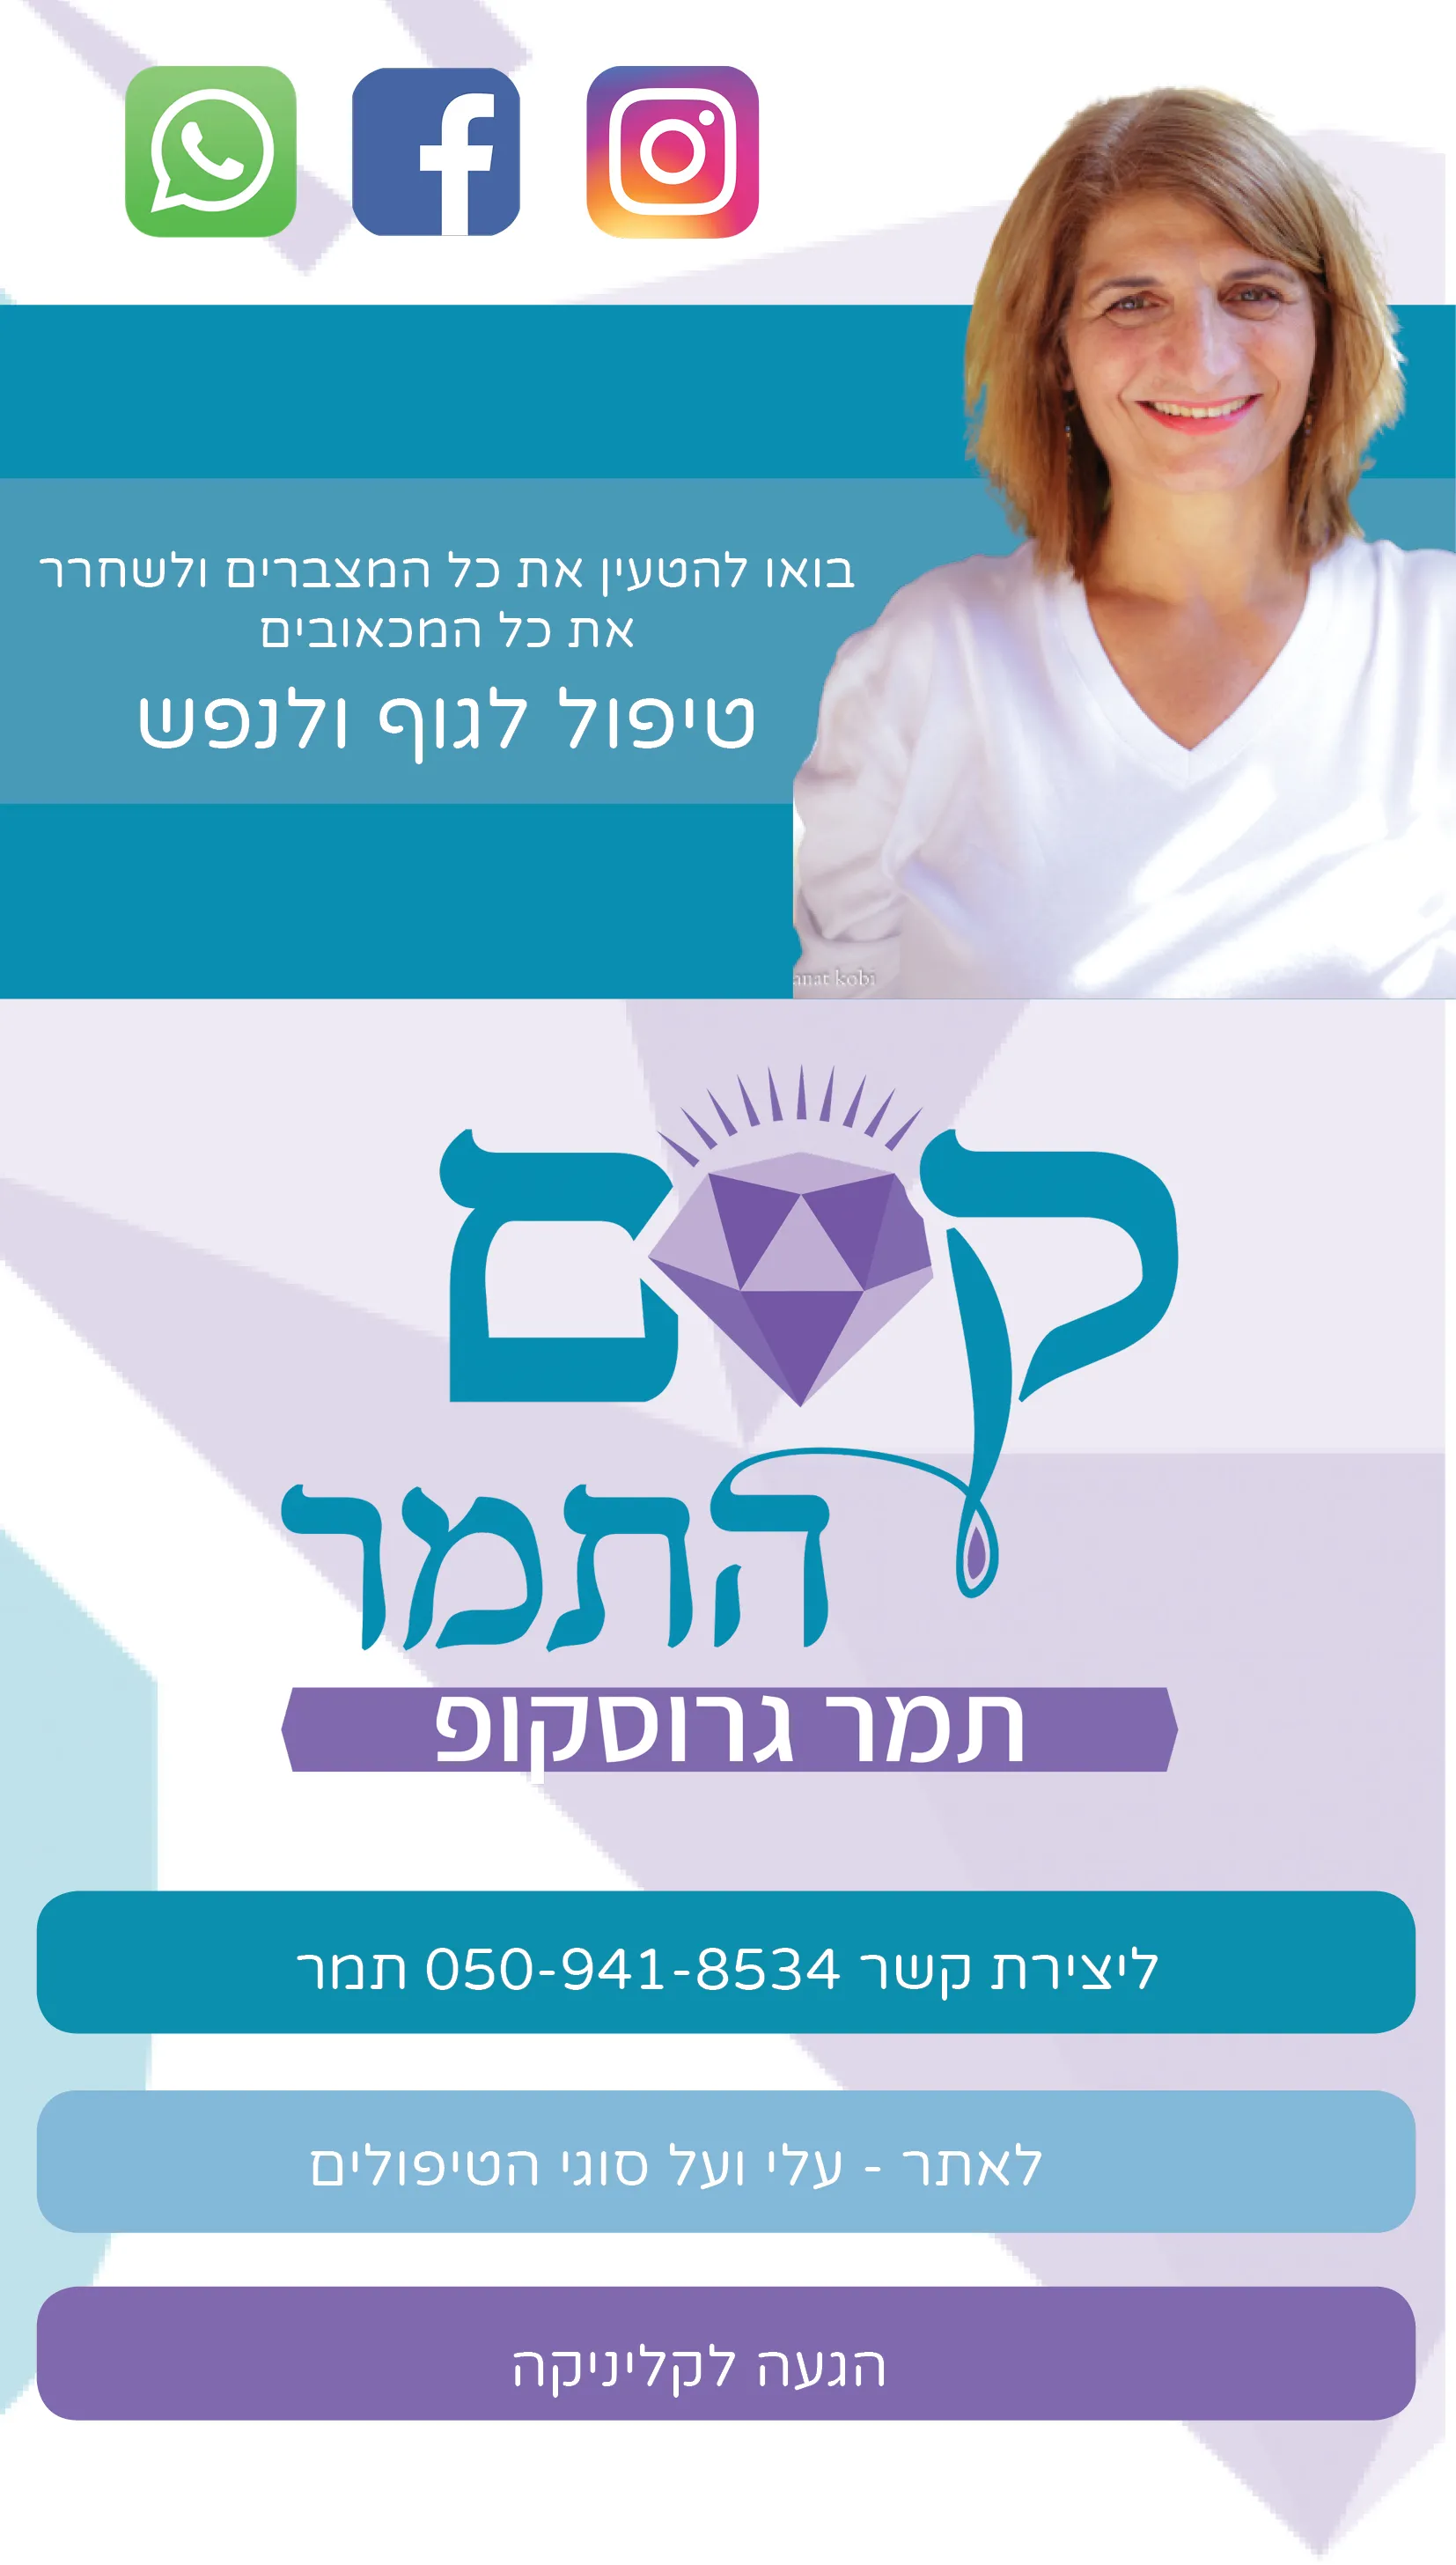 בואו להטעין את כל המצברים ולשחרר
את כל המכאובים
טיפול לגוף ולנפש
anat kobi
קסם
התמר
תמר גרוסקופ
ליצירת קשר 050-941-8534 תמר
לאתר - עלי ועל סוגי הטיפולים
הגעה לקליניקה